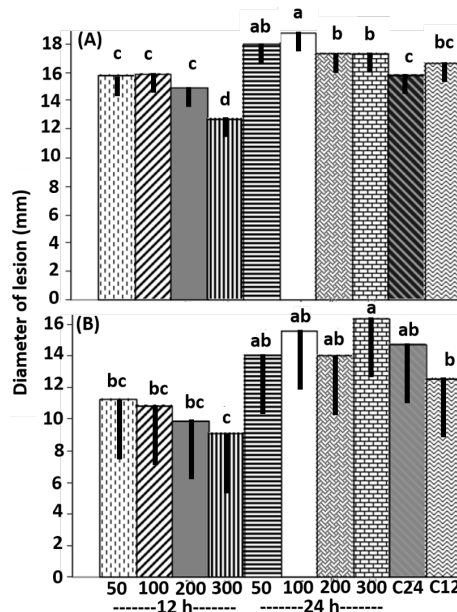 Diameter of lesion (mm)
(A)
18
16
14
12
10
8
6
4
2
0
c
c
c
d
ab
a
b
b
c
bc
(B)
16
14
12
10
8
6
4
2
0
bc
bc
bc
c
ab
ab
ab
a
ab
b
50 100 200 300 50 100 200 300 C24 C12
-------12 h------- -------24 h-------